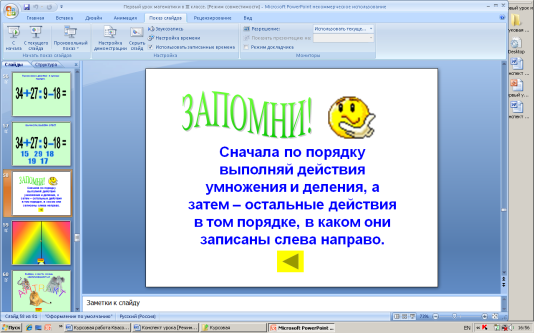 Первый урок математики в III классе. [Режим совместимости] - Microsoft PowerPoint некоммерческое использование
Главная Вставка Дизайн Анимация Показ слайдов Рецензирование Вид
С начала
С текущего слайда
Произвольный показ
Начать показ слайдов
Настройка демонстрации
Скрыть слайд
Звукозапись
Настройка времени
Использовать записанные времена
Настройка
Разрешение: Использовать текуще...
Режим докладчика
Мониторы
Слайды Структура
34+27:9–18=
34+27:9–18=
15 29 18
19 17
ЗАПОМНИ!
Сначала по порядку
выполняй действия
умножения и деления, а
затем – остальные действия
в том порядке, в каком они
записаны слева направо.
Заметки к слайду
Слайд 58 из 61 "Оформление по умолчанию" Русский (Россия)
Desktop
Пуск
Курсовая работа Класс...
Конспект урока [Режим...
Курсовая
Microsoft PowerPoint ...
EN
16:56